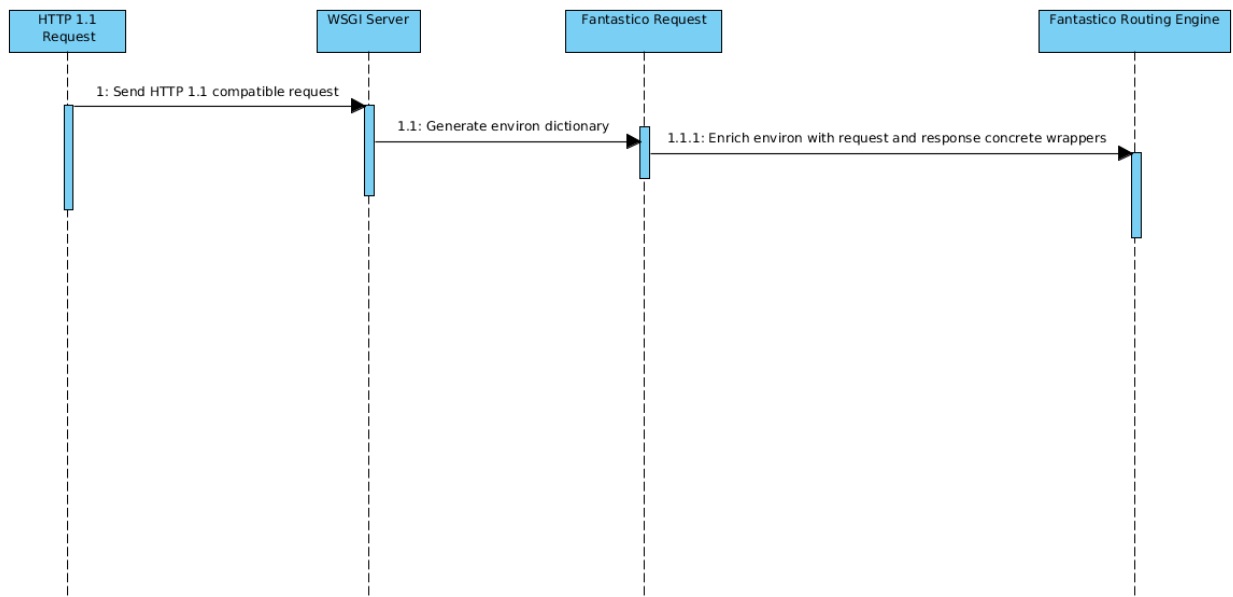 HTTP 1.1
Request
WSGI Server
Fantastico Request
Fantastico Routing Engine
1: Send HTTP 1.1 compatible request
1.1: Generate environ dictionary
1.1.1: Enrich environ with request and response concrete wrappers